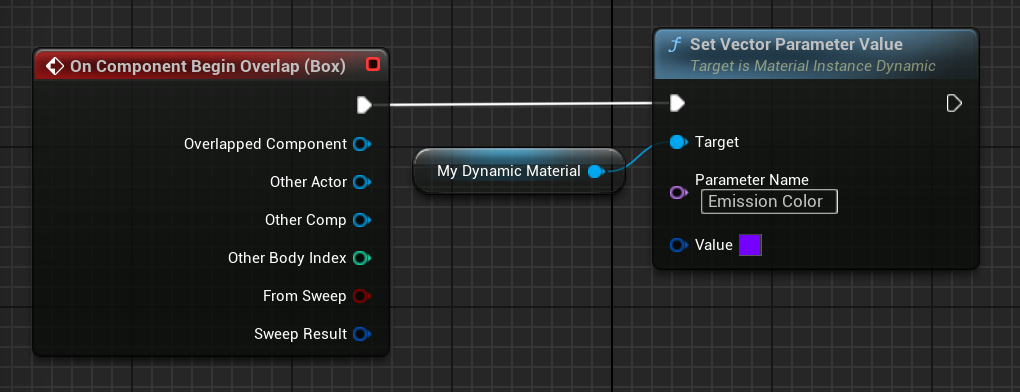 On Component Begin Overlap (Box)
Overlapped Component
Other Actor
Other Comp
Other Body Index
From Sweep
Sweep Result
My Dynamic Material
Set Vector Parameter Value
Target is Material Instance Dynamic
Target
Parameter Name
Emission Color
Value